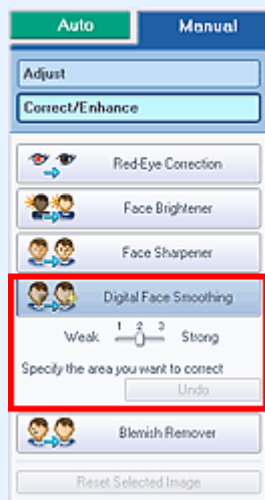 Auto Manual
Adjust
Correct/Enhance
Red-Eye Correction
Face Brightener
Face Sharpener
Digital Face Smoothing
1 2 3
Weak Strong
Specify the area you want to correct
Undo
Blemish Remover
Reset Selected Image